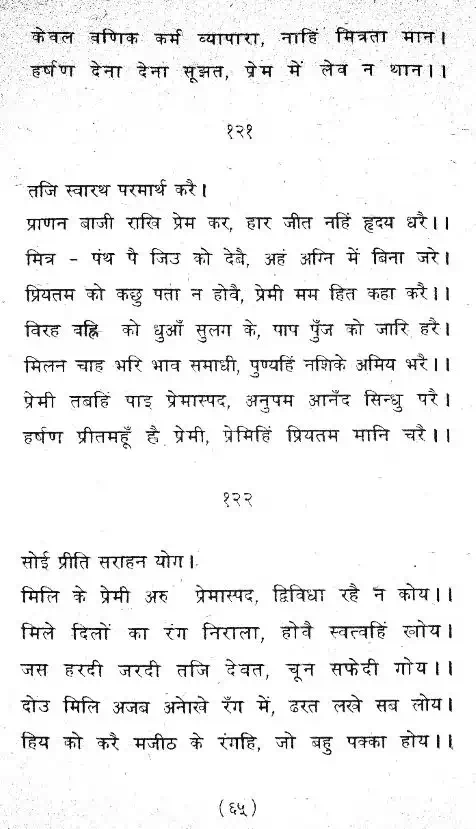 केवल वणिक कर्म व्यापारा, नाहिं मित्रता मान।
हर्षण देना देना सूझत, प्रेम में लेव न थान।।
१२१
तजि स्वारथ परमार्थ करै।
प्राणन बाजी राखि प्रेम कर, हार जीत नहिं हृदय धरै।।
मित्र - पंथ पै जिउ को देबै, अहं अग्नि में बिना जरे।
प्रियतम को कछु पता न होवै, प्रेमी मम हित कहा करै।।
विरह वह्नि को धुआँ सुलग के, पाप पुँज को जारि हरै।
मिलन चाह भरि भाव समाधी, पुण्यहिं नशिके अमिय भरै।।
प्रेमी तबहिं पाइ प्रेमास्पद, अनुपम आनँद सिन्धु परै।
हर्षण प्रीतमहूँ है प्रेमी, प्रेमिहिं प्रियतम मानि चरै।।
१२२
सोई प्रीति सराहन योग।
मिलि के प्रेमी अरु प्रेमास्पद, द्विविधा रहै न कोय।।
मिले दिलों का रंग निराला, होवै स्वत्वहिं खोय।
जस हरदी जरदी तजि देवत, चून सफेदी गोय।।
दोउ मिलि अजब अनोखे रँग में, ढरत लखे सब लोय।
हिय को करै मजीठ के रंगहि, जो बहु पक्का होय।।
(६५)